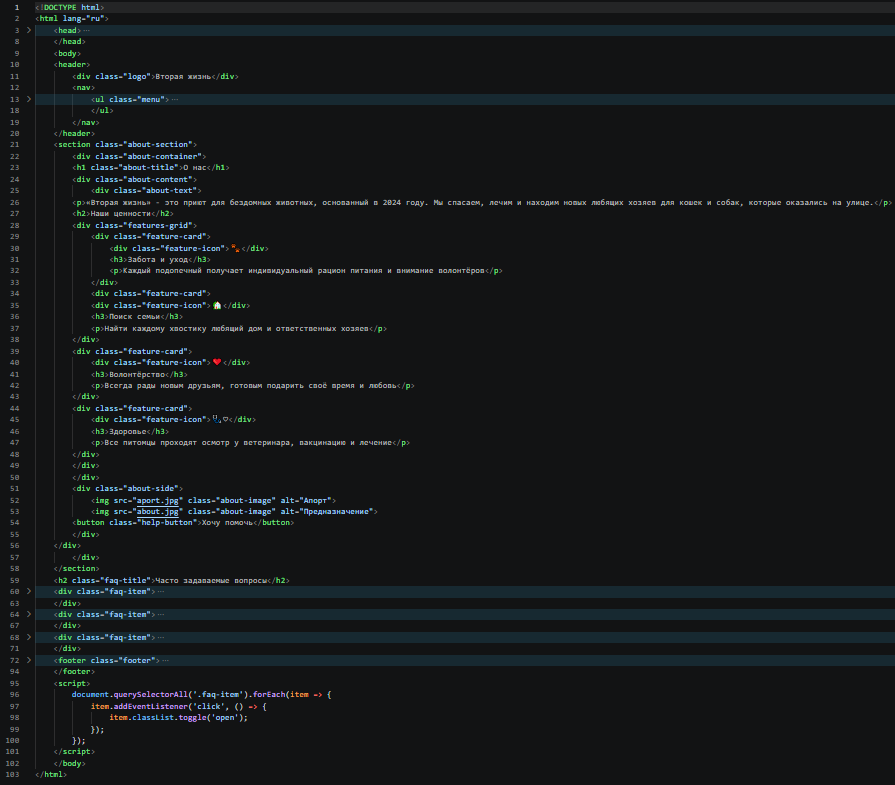 1 <!DOCTYPE html>
2 <html lang="ru">
3 <head> ···
8 </head>
9 <body>
10 <header>
11 <div class="logo">Вторая жизнь</div>
12 <nav>
13 <ul class="menu"> ···
18 </ul>
19 </nav>
20 </header>
21 <section class="about-section">
22 <div class="about-container">
23 <h1 class="about-title">О нас</h1>
24 <div class="about-content">
25 <div class="about-text">
26 <p>«Вторая жизнь» - это приют для бездомных животных, основанный в 2024 году. Мы спасаем, лечим и находим новых любящих хозяев для кошек и собак, которые оказались на улице.</p>
27 <h2>Наши ценности</h2>
28 <div class="features-grid">
29 <div class="feature-card">
30 <div class="feature-icon">🐾</div>
31 <h3>Забота и уход</h3>
32 <p>Каждый подопечный получает индивидуальный рацион питания и внимание волонтёров</p>
33 </div>
34 <div class="feature-card">
35 <div class="feature-icon">🏠</div>
36 <h3>Поиск семьи</h3>
37 <p>Найти каждому хвостику любящий дом и ответственных хозяев</p>
38 </div>
39 <div class="feature-card">
40 <div class="feature-icon">❤️</div>
41 <h3>Волонтёрство</h3>
42 <p>Всегда рады новым друзьям, готовым подарить своё время и любовь</p>
43 </div>
44 <div class="feature-card">
45 <div class="feature-icon">🩺♡</div>
46 <h3>Здоровье</h3>
47 <p>Все питомцы проходят осмотр у ветеринара, вакцинацию и лечение</p>
48 </div>
49 </div>
50 </div>
51 <div class="about-side">
52 <img src="aport.jpg" class="about-image" alt="Апорт">
53 <img src="about.jpg" class="about-image" alt="Предназначение">
54 <button class="help-button">Хочу помочь</button>
55 </div>
56 </div>
57 </div>
58 </section>
59 <h2 class="faq-title">Часто задаваемые вопросы</h2>
60 <div class="faq-item"> ···
63 </div>
64 <div class="faq-item"> ···
67 </div>
68 <div class="faq-item"> ···
71 </div>
72 <footer class="footer"> ···
94 </footer>
95 <script>
96 document.querySelectorAll('.faq-item').forEach(item => {
97 item.addEventListener('click', () => {
98 item.classList.toggle('open');
99 });
100 });
101 </script>
102 </body>
103 </html>